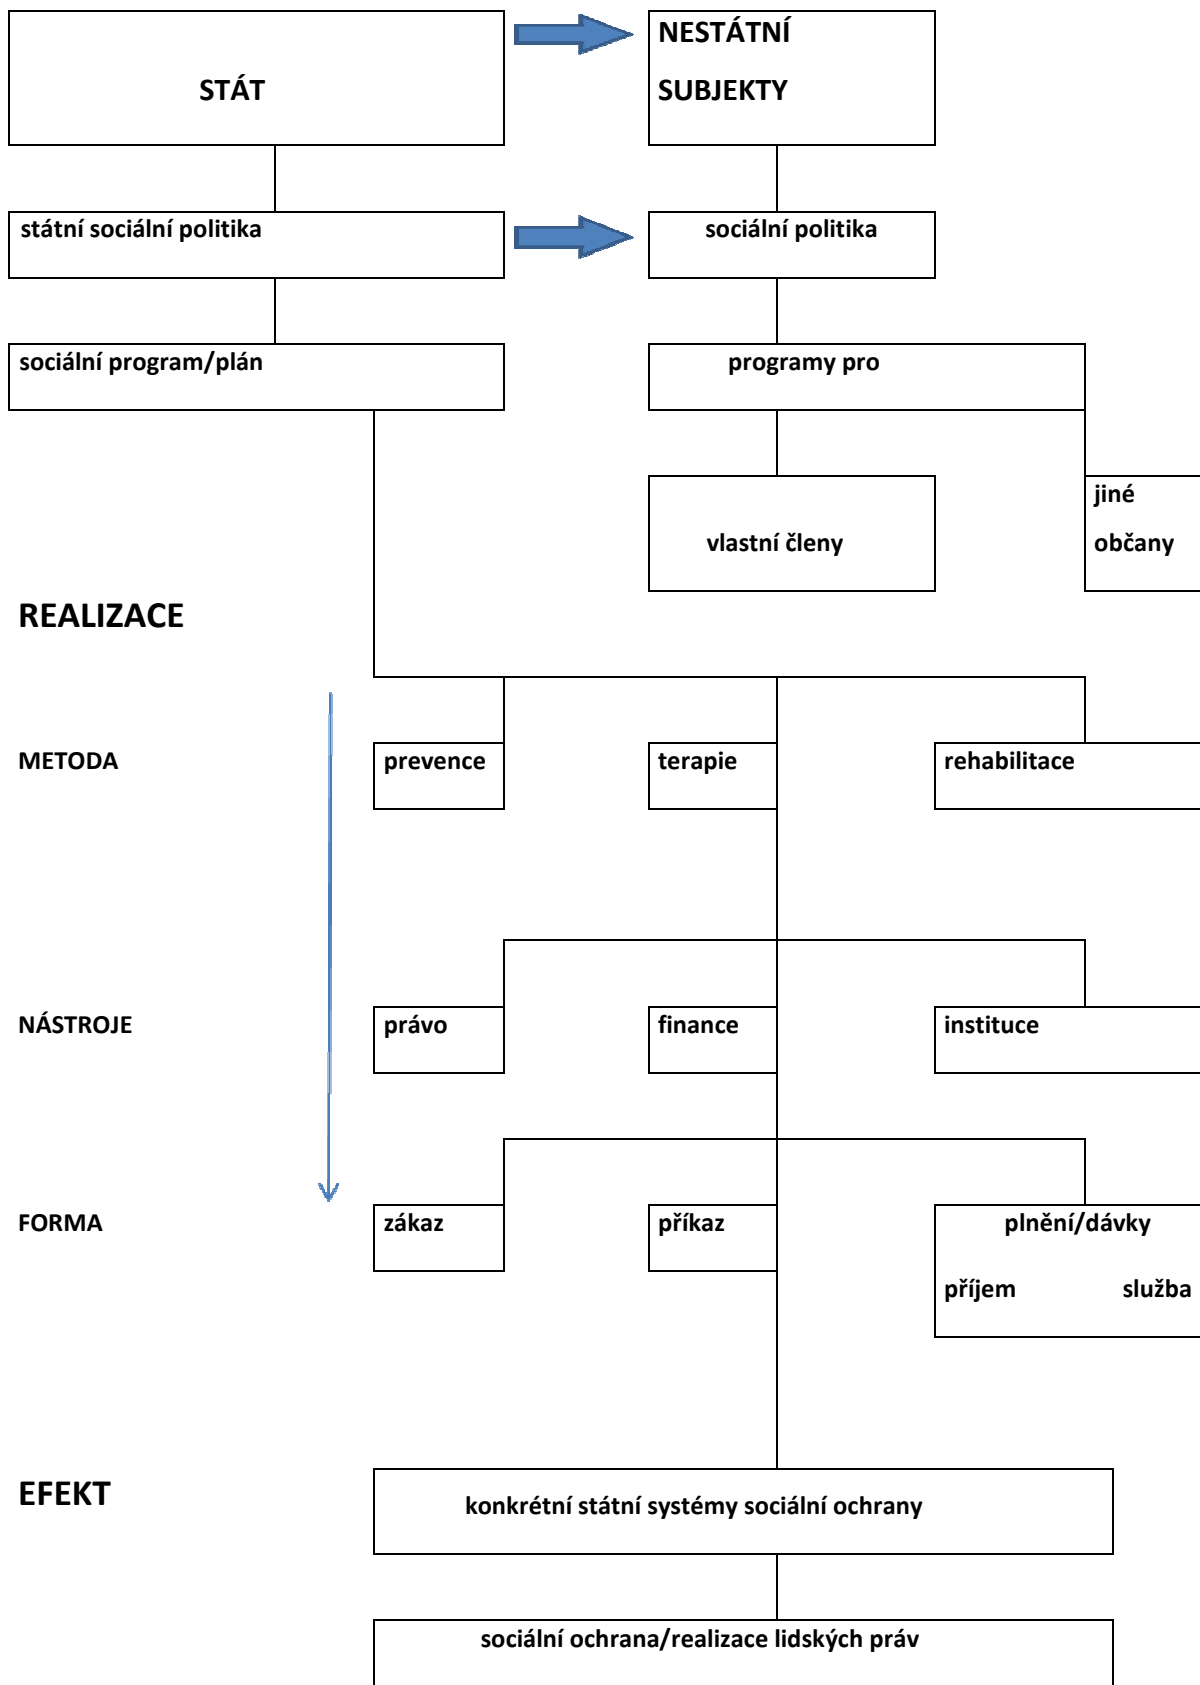 STÁT
NESTÁTNÍ
SUBJEKTY
státní sociální politika
sociální politika
sociální program/plán
programy pro
vlastní členy
jiné
občany
REALIZACE
METODA
prevence
terapie
rehabilitace
NÁSTROJE
právo
finance
instituce
FORMA
zákaz
příkaz
plnění/dávky
příjem služba
EFEKT
konkrétní státní systémy sociální ochrany
sociální ochrana/realizace lidských práv